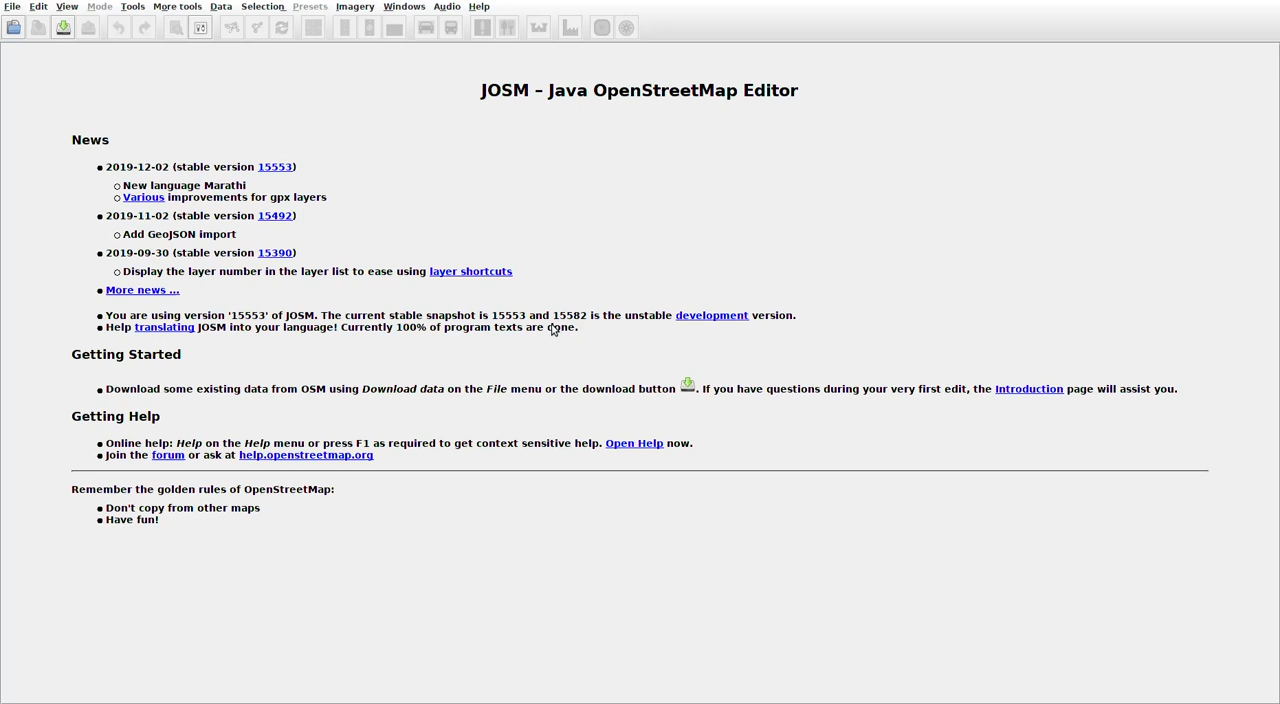 File Edit View Mode Tools More tools Data Selection Presets Imagery Windows Audio Help
JOSM – Java OpenStreetMap Editor
News
2019-12-02 (stable version 15553)
New language Marathi
Various improvements for gpx layers
2019-11-02 (stable version 15492)
Add GeoJSON import
2019-09-30 (stable version 15390)
Display the layer number in the layer list to ease using layer shortcuts
More news ...
You are using version '15553' of JOSM. The current stable snapshot is 15553 and 15582 is the unstable development version.
Help translating JOSM into your language! Currently 100% of program texts are done.
Getting Started
Download some existing data from OSM using Download data on the File menu or the download button . If you have questions during your very first edit, the Introduction page will assist you.
Getting Help
Online help: Help on the Help menu or press F1 as required to get context sensitive help. Open Help now.
Join the forum or ask at help.openstreetmap.org
Remember the golden rules of OpenStreetMap:
Don't copy from other maps
Have fun!